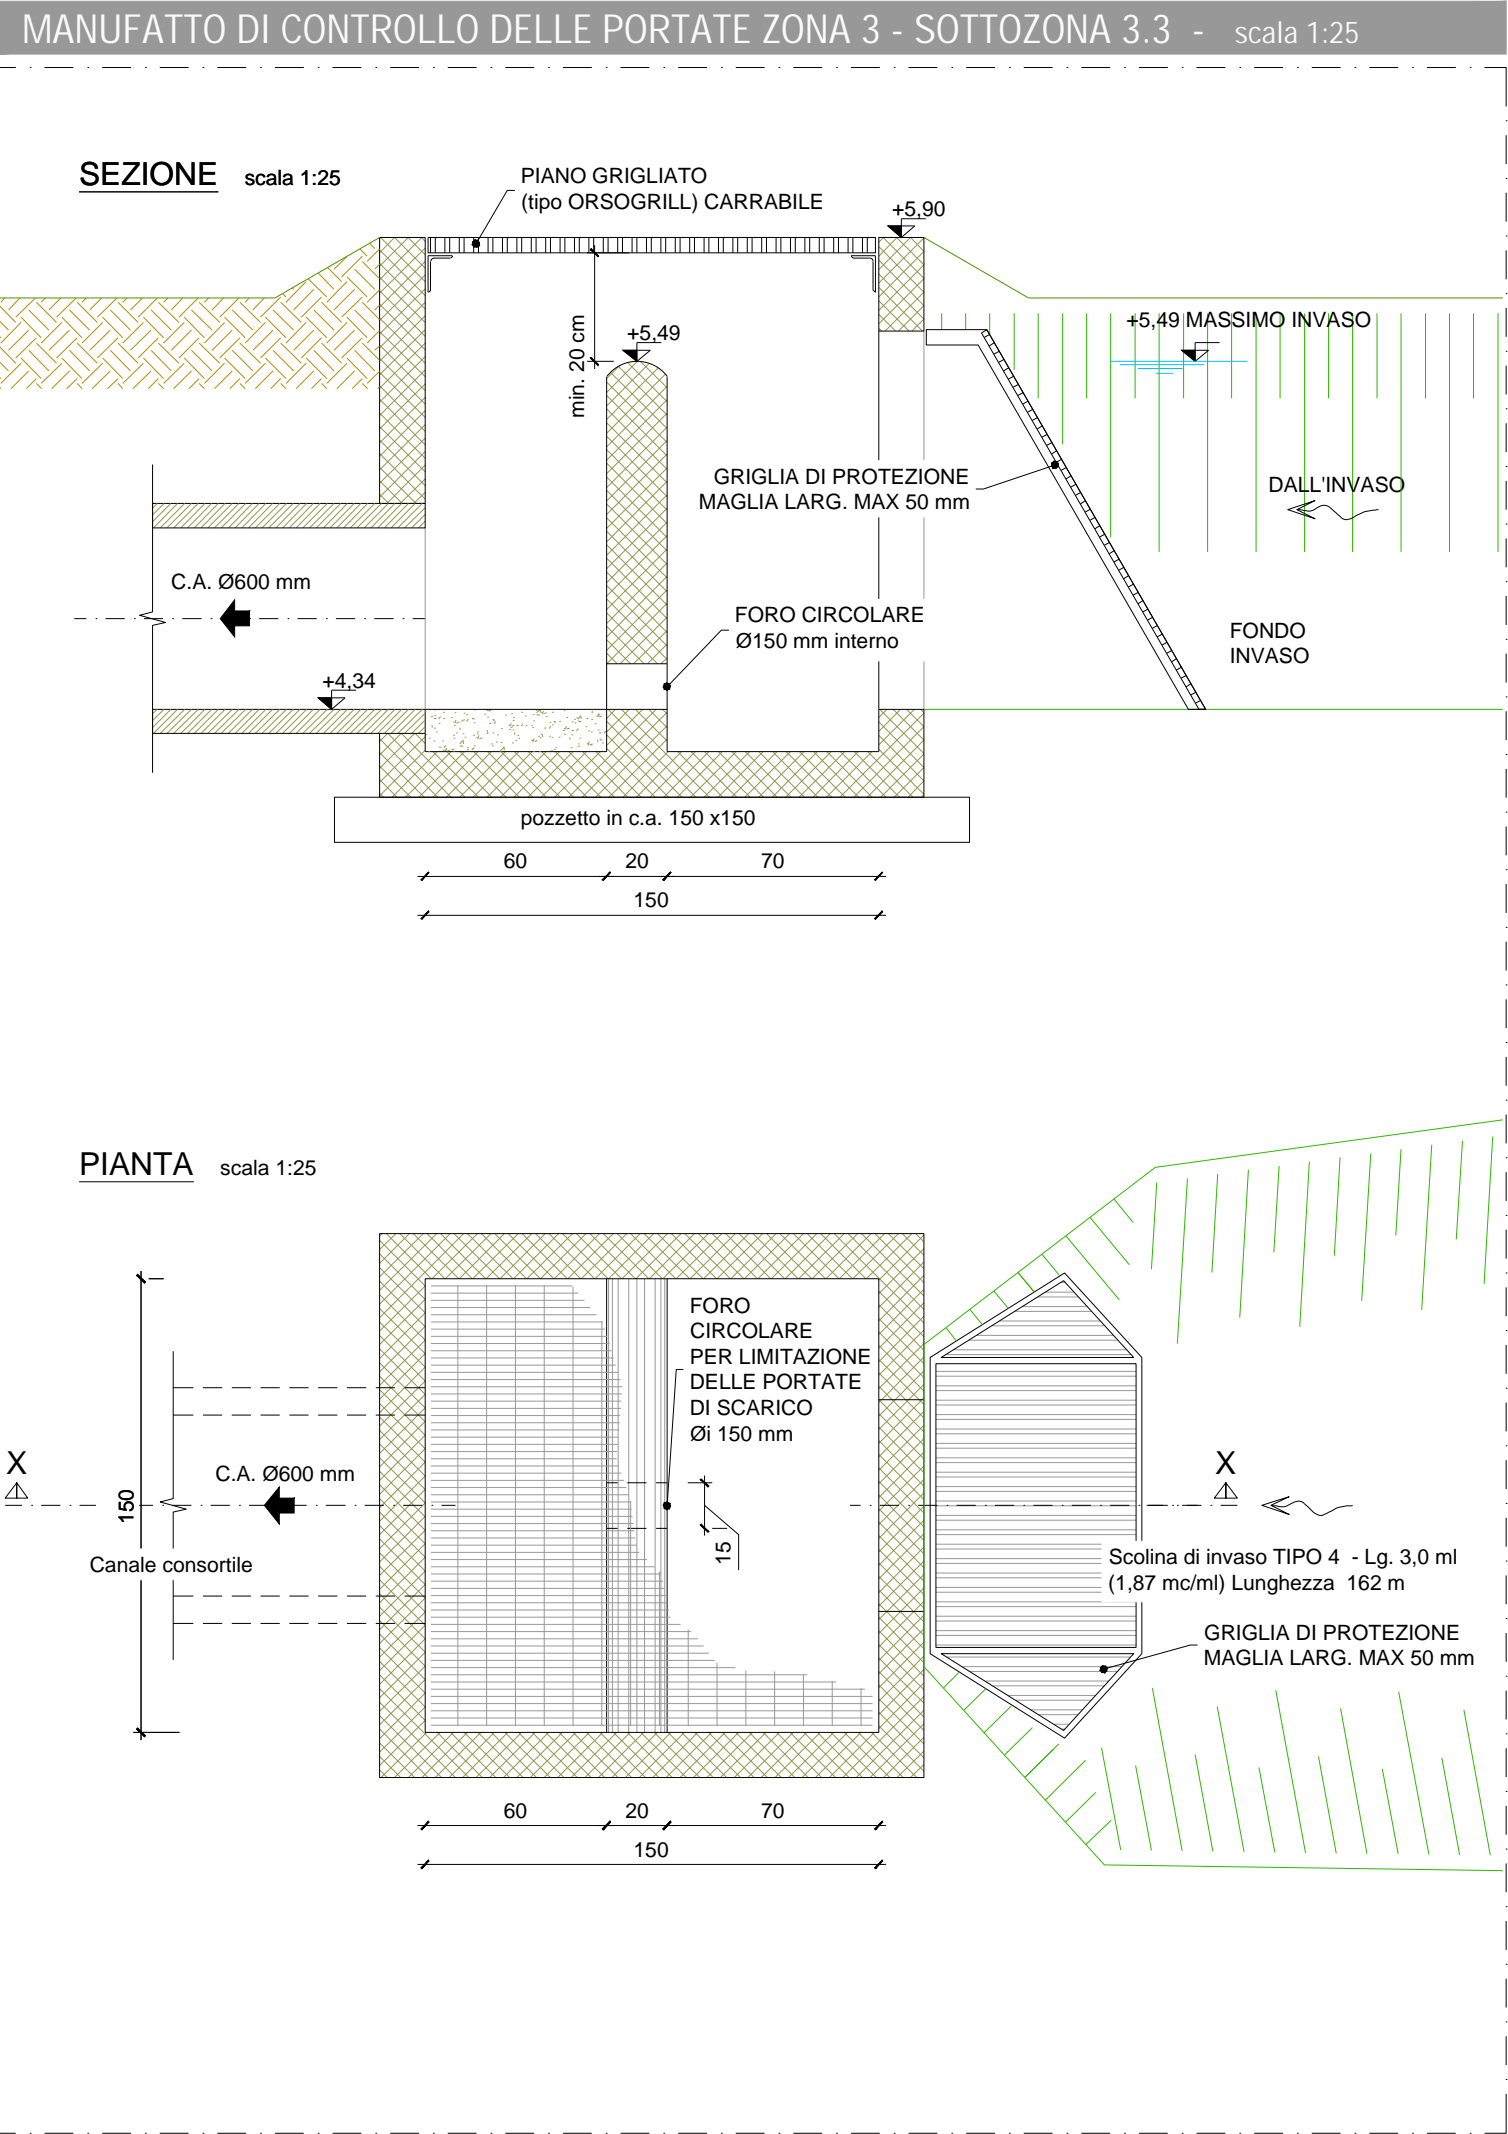 MANUFATTO DI CONTROLLO DELLE PORTATE ZONA 3 - SOTTOZONA 3.3 - scala 1:25
SEZIONE scala 1:25
PIANO GRIGLIATO
(tipo ORSOGRILL) CARRABILE
+5,90
+5,49 MASSIMO INVASO
+5,49
min. 20 cm
GRIGLIA DI PROTEZIONE
MAGLIA LARG. MAX 50 mm
DALL'INVASO
C.A. Ø600 mm
FORO CIRCOLARE
Ø150 mm interno
FONDO
INVASO
+4,34
pozzetto in c.a. 150 x150
60 20 70
150
PIANTA scala 1:25
FORO
CIRCOLARE
PER LIMITAZIONE
DELLE PORTATE
DI SCARICO
Øi 150 mm
X
X
C.A. Ø600 mm
150
15
Canale consortile
Scolina di invaso TIPO 4 - Lg. 3,0 ml
(1,87 mc/ml) Lunghezza 162 m
GRIGLIA DI PROTEZIONE
MAGLIA LARG. MAX 50 mm
60 20 70
150